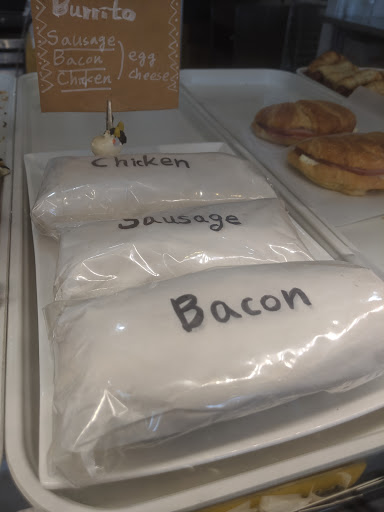 Burrito
Sausage
Bacon
Chicken
egg
cheese
Chicken
Sausage
Bacon